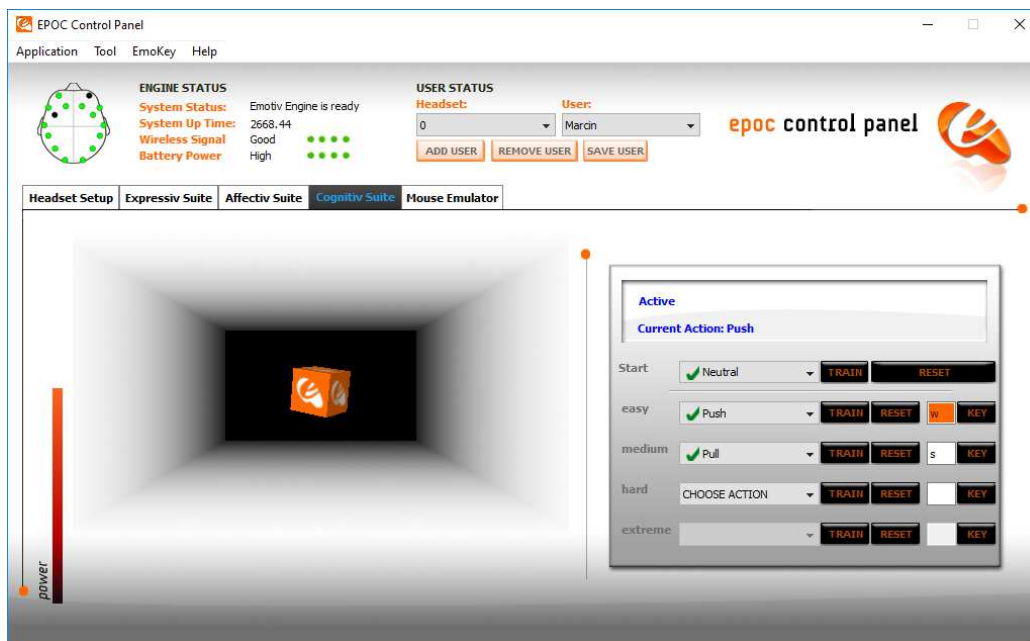 EPOC Control Panel
Application Tool EmoKey Help
ENGINE STATUS
System Status: Emotiv Engine is ready
System Up Time: 2668.44
Wireless Signal Good
Battery Power High
USER STATUS
Headset: User:
0 Marcin
ADD USER REMOVE USER SAVE USER
epoc control panel
Headset Setup Expressiv Suite Affectiv Suite Cognitiv Suite Mouse Emulator
power
Active
Current Action: Push
Start Neutral TRAIN RESET
easy Push TRAIN RESET w KEY
medium Pull TRAIN RESET s KEY
hard CHOOSE ACTION TRAIN RESET KEY
extreme TRAIN RESET KEY